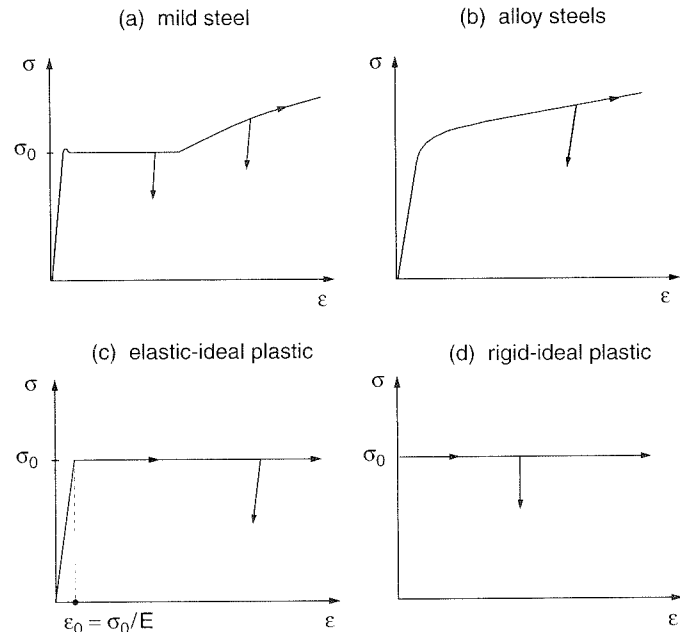 (a) mild steel
σ
σ₀
ε
(b) alloy steels
σ
ε
(c) elastic-ideal plastic
σ
σ₀
ε₀ = σ₀/E
ε
(d) rigid-ideal plastic
σ
σ₀
ε